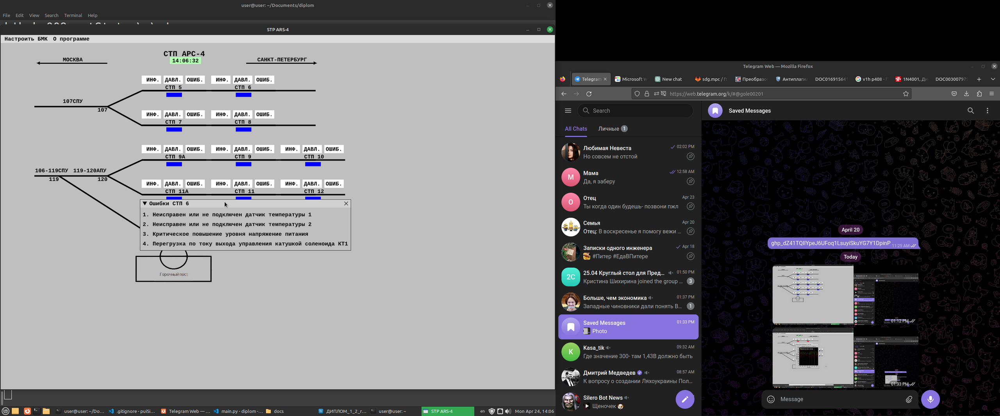 user@user: ~/Documents/diplom
File Edit View Search Terminal Help
STP ARS-4
Настроить БМК О программе
СТП АРС-4
14:06:32
МОСКВА
САНКТ-ПЕТЕРБУРГ
ИНФ. ДАВЛ. ОШИБ. ИНФ. ДАВЛ. ОШИБ.
СТП 5 СТП 6
107СПУ
107
ИНФ. ДАВЛ. ОШИБ. ИНФ. ДАВЛ. ОШИБ.
СТП 7 СТП 8
ИНФ. ДАВЛ. ОШИБ. ИНФ. ДАВЛ. ОШИБ. ИНФ. ДАВЛ. ОШИБ.
СТП 9А СТП 9 СТП 10
106-119СПУ 119-120АПУ
119 120
ИНФ. ДАВЛ. ОШИБ. ИНФ. ДАВЛ. ОШИБ. ИНФ. ДАВЛ. ОШИБ.
СТП 11А СТП 11 СТП 12
Ошибки СТП 6
1. Неисправен или не подключен датчик температуры 1
2. Неисправен или не подключен датчик температуры 2
3. Критическое повышение уровня напряжение питания
4. Перегрузка по току выхода управления катушкой соленоида КТ1
Горочный пост
user@user: ~/Do... .gitignore - puiSi... Telegram Web — ... main.py - diplom -... docs ДИПЛОМ_1_2_г... user@user: ~ STP ARS-4 en Mon Apr 24, 14:06
Telegram Web — Mozilla Firefox
Telegram Microsoft W New chat sdg.mpc / ft Преобразо Антиплаги DOC01691564 v1h p408 - 1N4001, Ди DOC00300797
https://web.telegram.org/k/#@gole00201
Search
All Chats Личные 1
Любимая Невеста 02:02 PM
Но совсем не отстой
М Мама 12:58 AM
Да, я заберу
О Отец Apr 23
Ты когда один будешь- позвони пжл
Семья Apr 20
Отец: В воскресенье я помогу вежи ...
Записки одного инженера Apr 18
#Питер #ЕдаВПитере
2C 25.04 Круглый стол для Пред... 01:50 PM
Кристина Шихирина joined the group ... 3
Больше, чем экономика 01:37 PM
Западные чиновники дали понять В... 1
Saved Messages 01:33 PM
Photo
K Kasa_tik 09:32 AM
Где значение 300- там 1,43В должно быть
Дмитрий Медведев 08:57 AM
К вопросу о создании Ляхоукраины Пол...
Silero Bot News
Щеночек
Saved Messages
April 20
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 11:25 AM
Today
01:12 PM
01:33 PM
Message